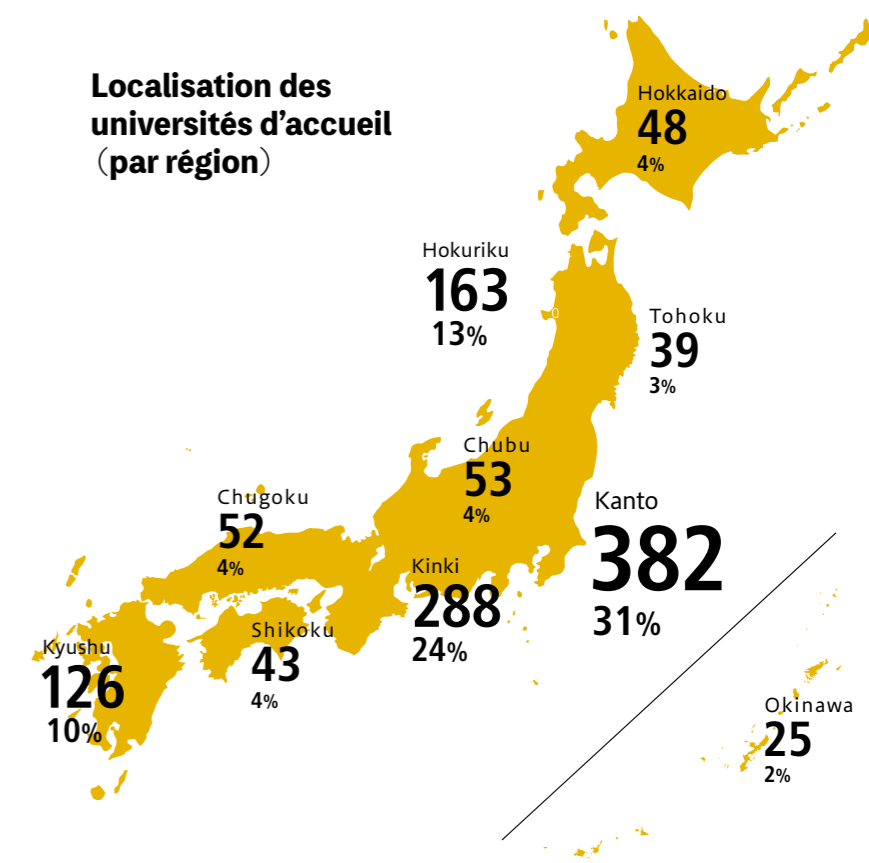 Localisation des
universités d’accueil
（par région）
Hokkaido
48
4%
Hokuriku
163
13%
Tohoku
39
3%
Chubu
53
4%
Chugoku
52
4%
Kanto
382
31%
Kinki
288
24%
Shikoku
43
4%
Kyushu
126
10%
Okinawa
25
2%